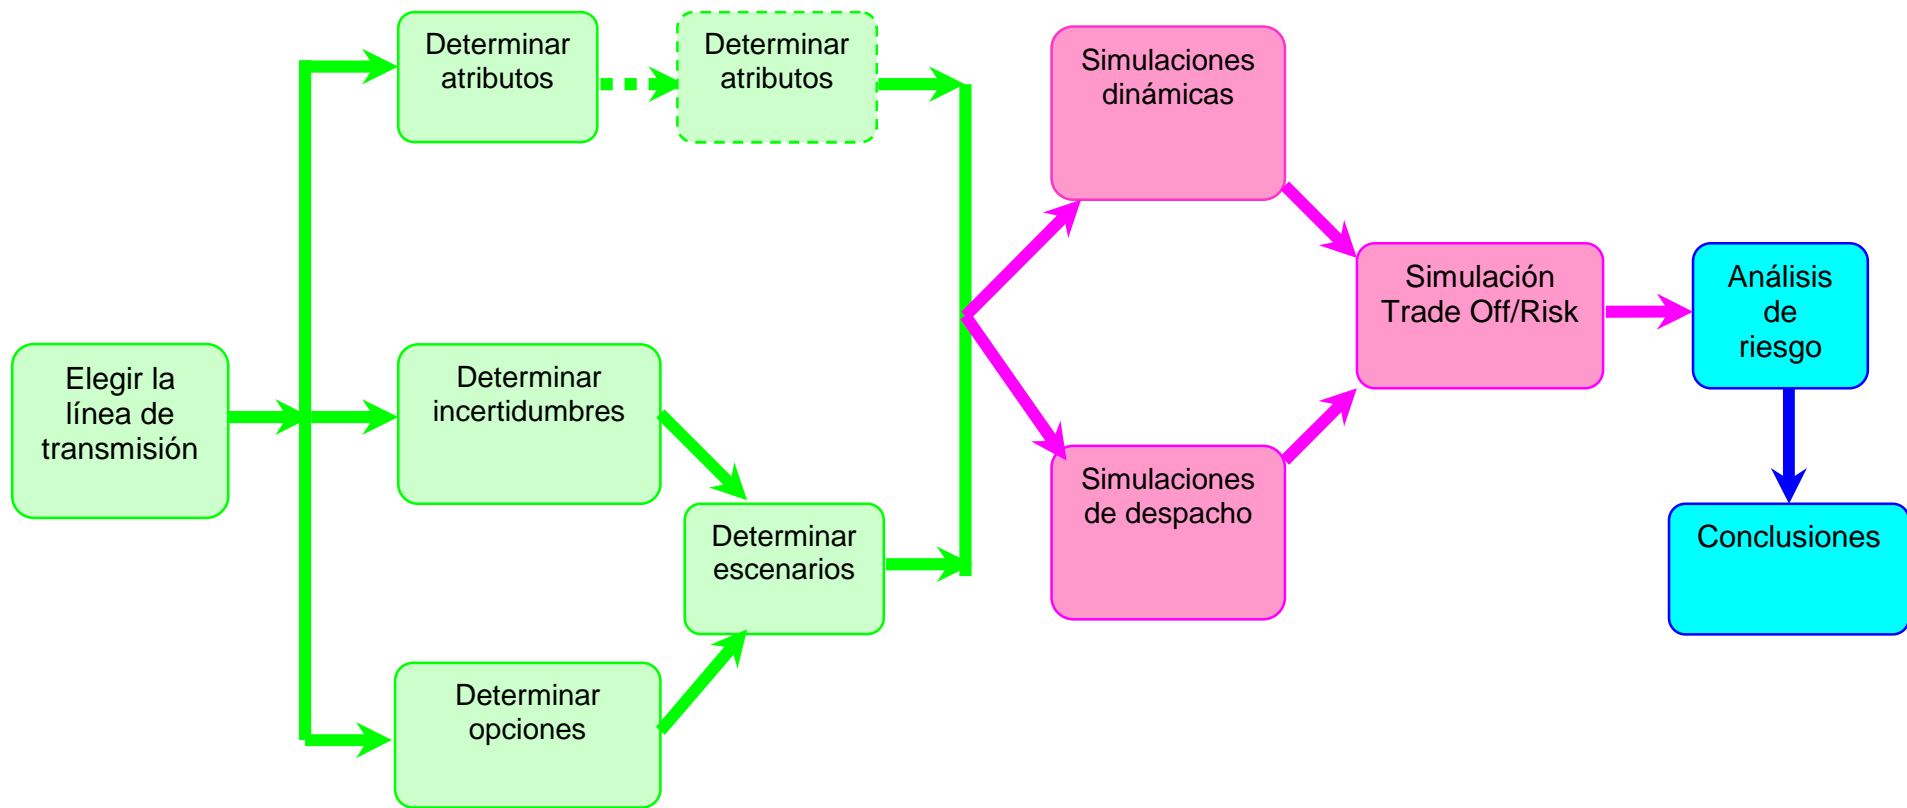 Determinar
atributos
Determinar
atributos
Simulaciones
dinámicas
Elegir la
línea de
transmisión
Determinar
incertidumbres
Determinar
escenarios
Determinar
opciones
Simulaciones
de despacho
Simulación
Trade Off/Risk
Análisis
de
riesgo
Conclusiones